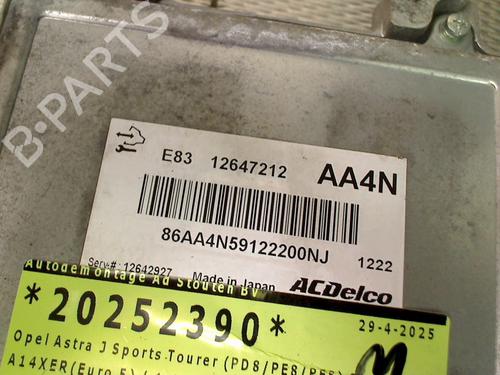 B-PARTS
E83 12647212 AA4N
86AA4N59122200NJ 1222
Serv.#: 12642927 Made in Japan ACDelco
Autodemontage Ad Stouten BV
*20252390* 29-4-2025
Opel Astra J Sports Tourer (PD8/PE8/PF8)
A14XER(Euro 5)